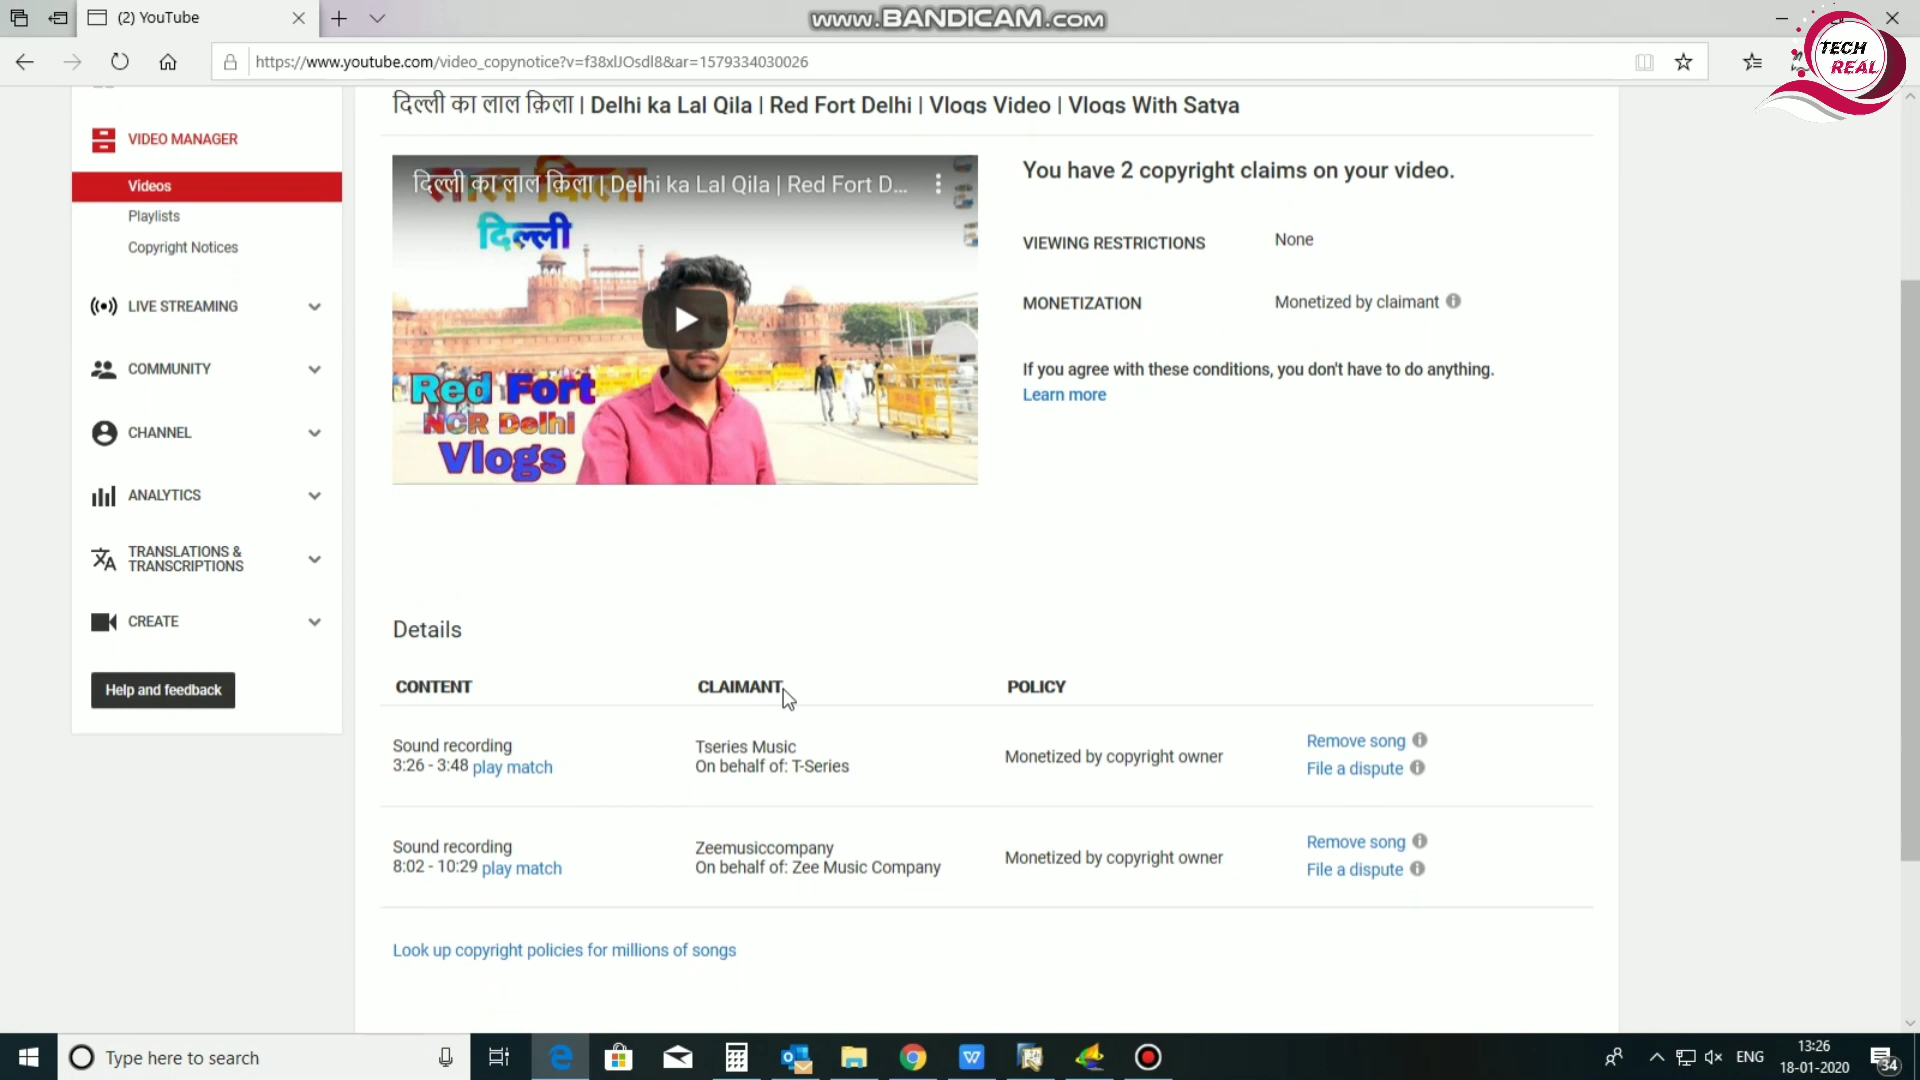 (2) YouTube
www.BANDICAM.com
TECH
REAL
https://www.youtube.com/video_copynotice?v=f38xlJOsdl8&ar=1579334030026
दिल्ली का लाल क़िला | Delhi ka Lal Qila | Red Fort Delhi | Vlogs Video | Vlogs With Satya
VIDEO MANAGER
Videos
Playlists
Copyright Notices
LIVE STREAMING
COMMUNITY
CHANNEL
ANALYTICS
TRANSLATIONS &
TRANSCRIPTIONS
CREATE
Help and feedback
दिल्ली का लाल क़िला | Delhi ka Lal Qila | Red Fort D...
लाल किला
दिल्ली
Red Fort
NCR Delhi
Vlogs
You have 2 copyright claims on your video.
VIEWING RESTRICTIONS None
MONETIZATION Monetized by claimant
If you agree with these conditions, you don't have to do anything.
Learn more
Details
CONTENT CLAIMANT POLICY
Sound recording
3:26 - 3:48 play match
Tseries Music
On behalf of: T-Series
Monetized by copyright owner
Remove song
File a dispute
Sound recording
8:02 - 10:29 play match
Zeemusiccompany
On behalf of: Zee Music Company
Monetized by copyright owner
Remove song
File a dispute
Look up copyright policies for millions of songs
Type here to search
ENG
13:26
18-01-2020
34